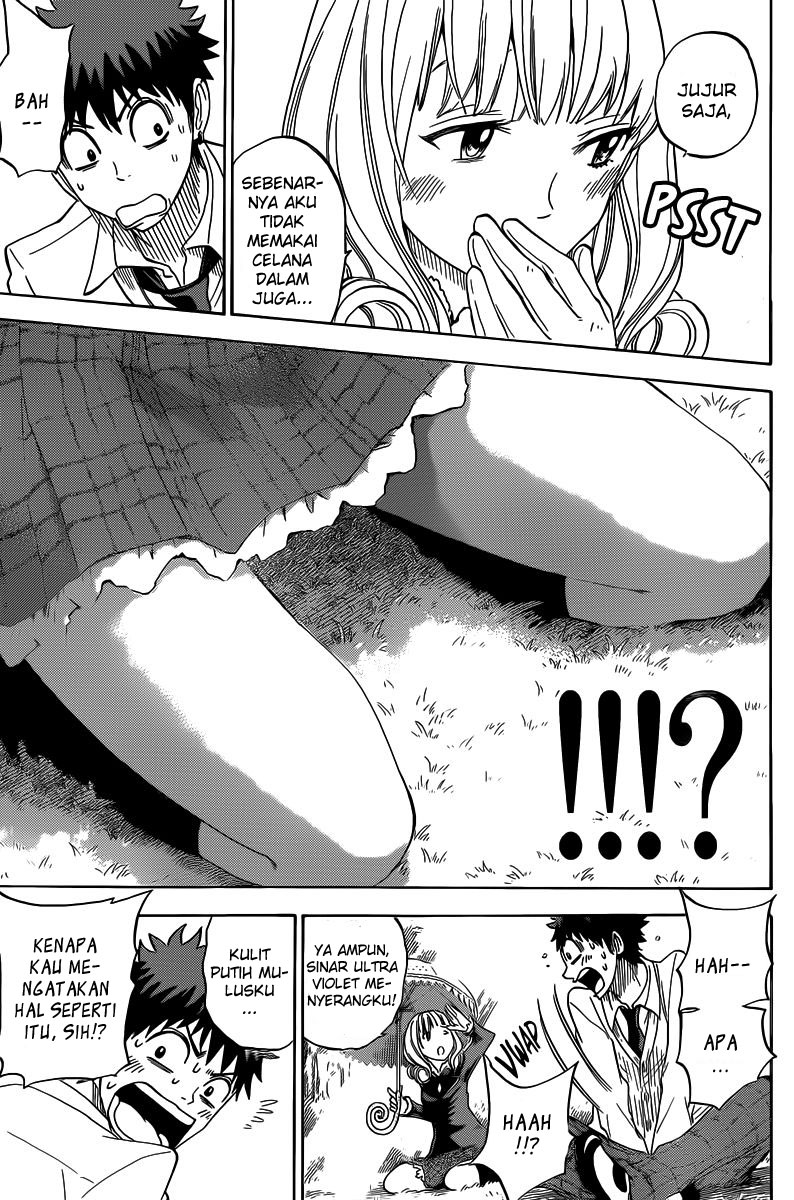 JUJUR
SAJA,
PSST
SEBENAR-
NYA AKU
TIDAK
MEMAKAI
CELANA
DALAM
JUGA...
BAH
--
!!!?
HAH--
APA
...
VWAP
HAAH
!!?
YA AMPUN,
SINAR ULTRA
VIOLET ME-
NYERANGKU!
KULIT
PUTIH MU-
LUSKU
...
KENAPA
KAU ME-
NGATAKAN
HAL SEPERTI
ITU, SIH!?